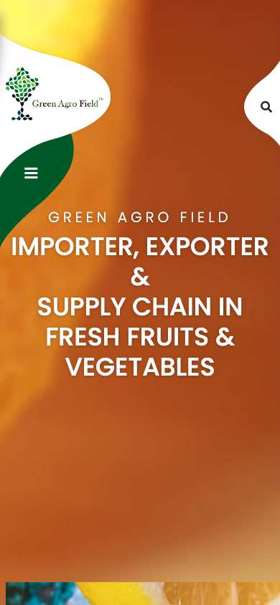 Green Agro Field™
GREEN AGRO FIELD
IMPORTER, EXPORTER
&
SUPPLY CHAIN IN
FRESH FRUITS &
VEGETABLES